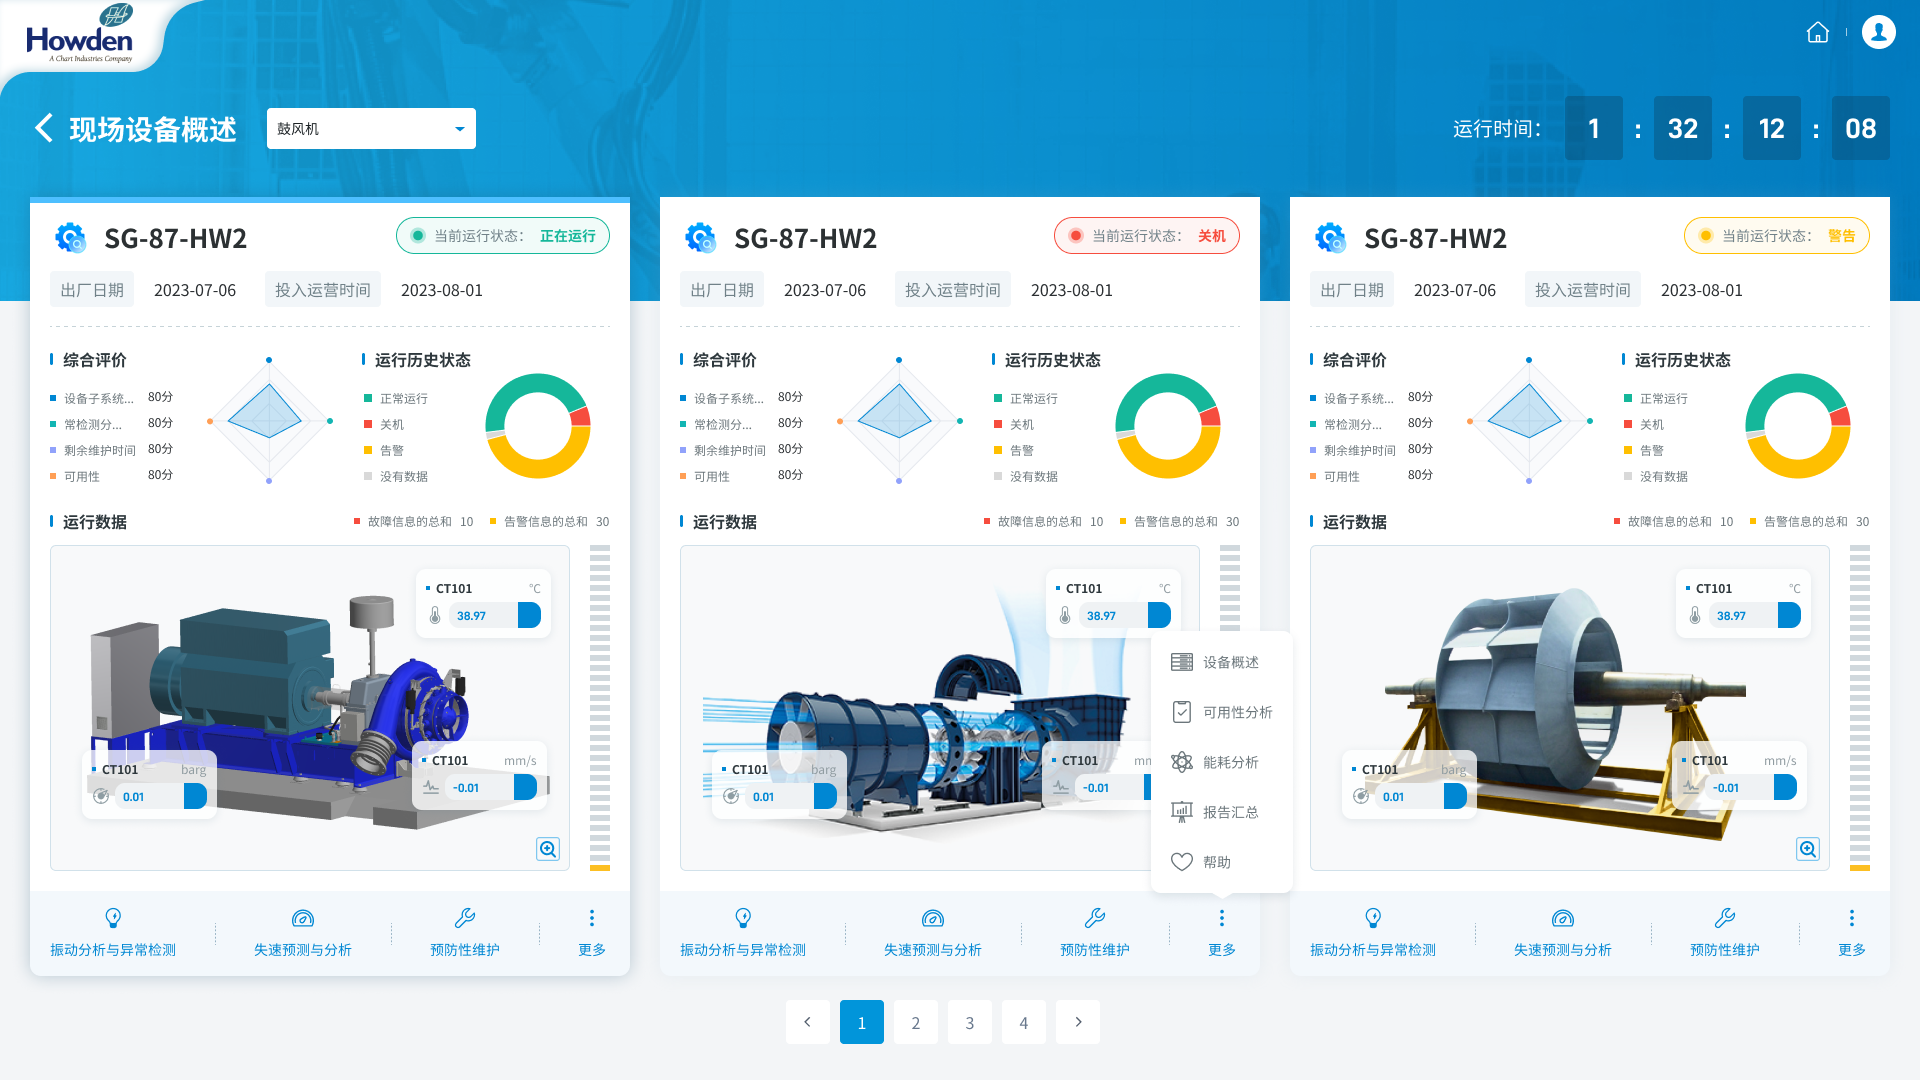 Howden
A Chart Industries Company
现场设备概述
鼓风机
运行时间：
1 : 32 : 12 : 08
SG-87-HW2
当前运行状态： 正在运行
出厂日期 2023-07-06 投入运营时间 2023-08-01
综合评价
设备子系统... 80分
常检测分... 80分
剩余维护时间 80分
可用性 80分
运行历史状态
正常运行
关机
告警
没有数据
运行数据
故障信息的总和 10 告警信息的总和 30
CT101 ℃
38.97
CT101 barg
0.01
CT101 mm/s
-0.01
振动分析与异常检测
失速预测与分析
预防性维护
更多
SG-87-HW2
当前运行状态： 关机
出厂日期 2023-07-06 投入运营时间 2023-08-01
综合评价
设备子系统... 80分
常检测分... 80分
剩余维护时间 80分
可用性 80分
运行历史状态
正常运行
关机
告警
没有数据
运行数据
故障信息的总和 10 告警信息的总和 30
CT101 ℃
38.97
CT101 barg
0.01
CT101 mm
-0.01
设备概述
可用性分析
能耗分析
报告汇总
帮助
振动分析与异常检测
失速预测与分析
预防性维护
更多
SG-87-HW2
当前运行状态： 警告
出厂日期 2023-07-06 投入运营时间 2023-08-01
综合评价
设备子系统... 80分
常检测分... 80分
剩余维护时间 80分
可用性 80分
运行历史状态
正常运行
关机
告警
没有数据
运行数据
故障信息的总和 10 告警信息的总和 30
CT101 ℃
38.97
CT101 barg
0.01
CT101 mm/s
-0.01
振动分析与异常检测
失速预测与分析
预防性维护
更多
1 2 3 4